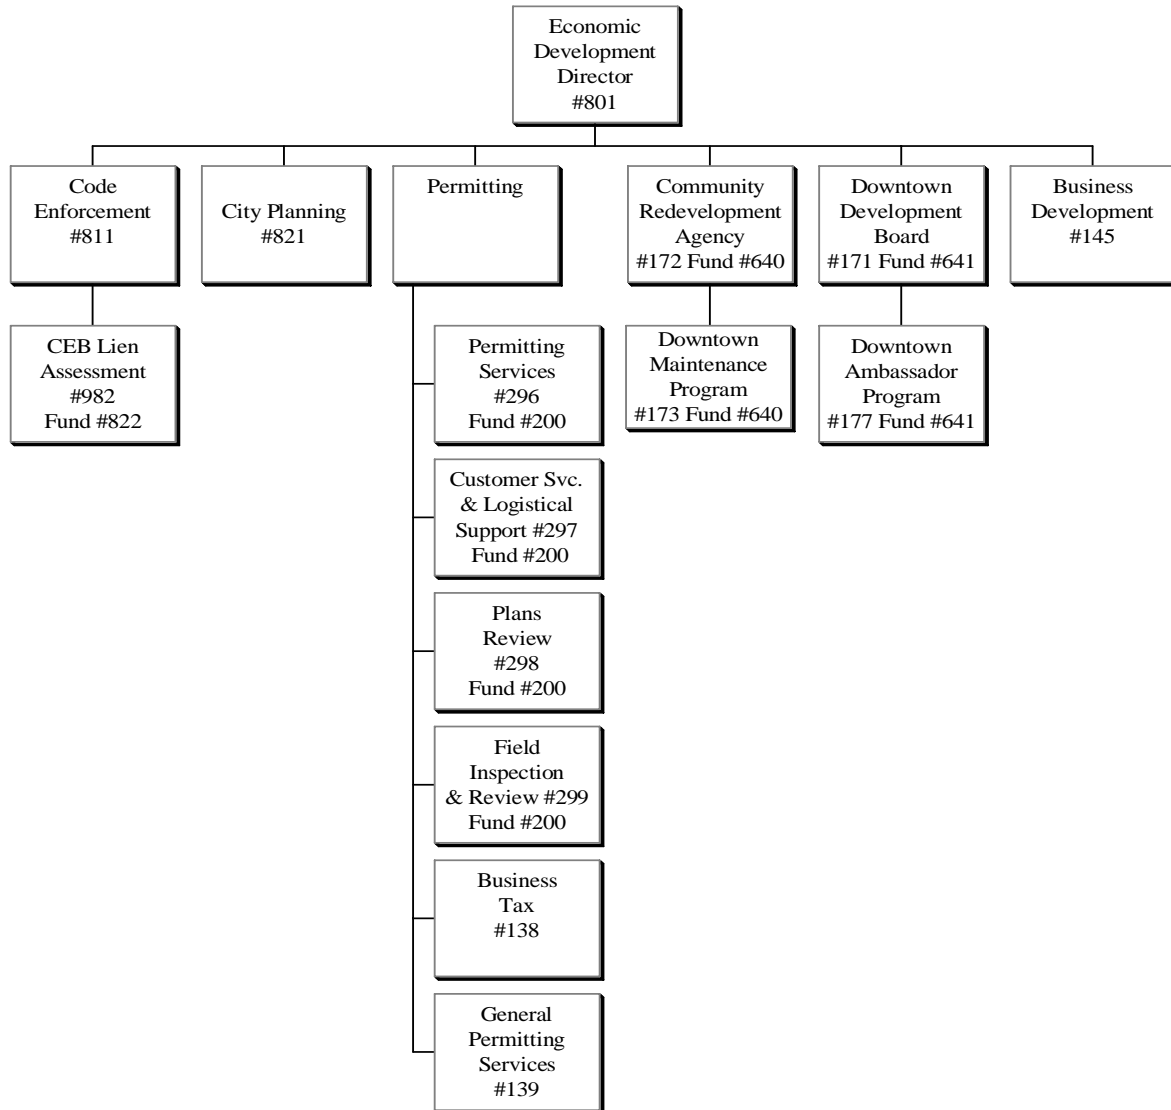 Economic
Development
Director
#801
Code
Enforcement
#811
City Planning
#821
Permitting
Community
Redevelopment
Agency
#172 Fund #640
Downtown
Development
Board
#171 Fund #641
Business
Development
#145
CEB Lien
Assessment
#982
Fund #822
Permitting
Services
#296
Fund #200
Downtown
Maintenance
Program
#173 Fund #640
Downtown
Ambassador
Program
#177 Fund #641
Customer Svc.
& Logistical
Support #297
Fund #200
Plans
Review
#298
Fund #200
Field
Inspection
& Review #299
Fund #200
Business
Tax
#138
General
Permitting
Services
#139